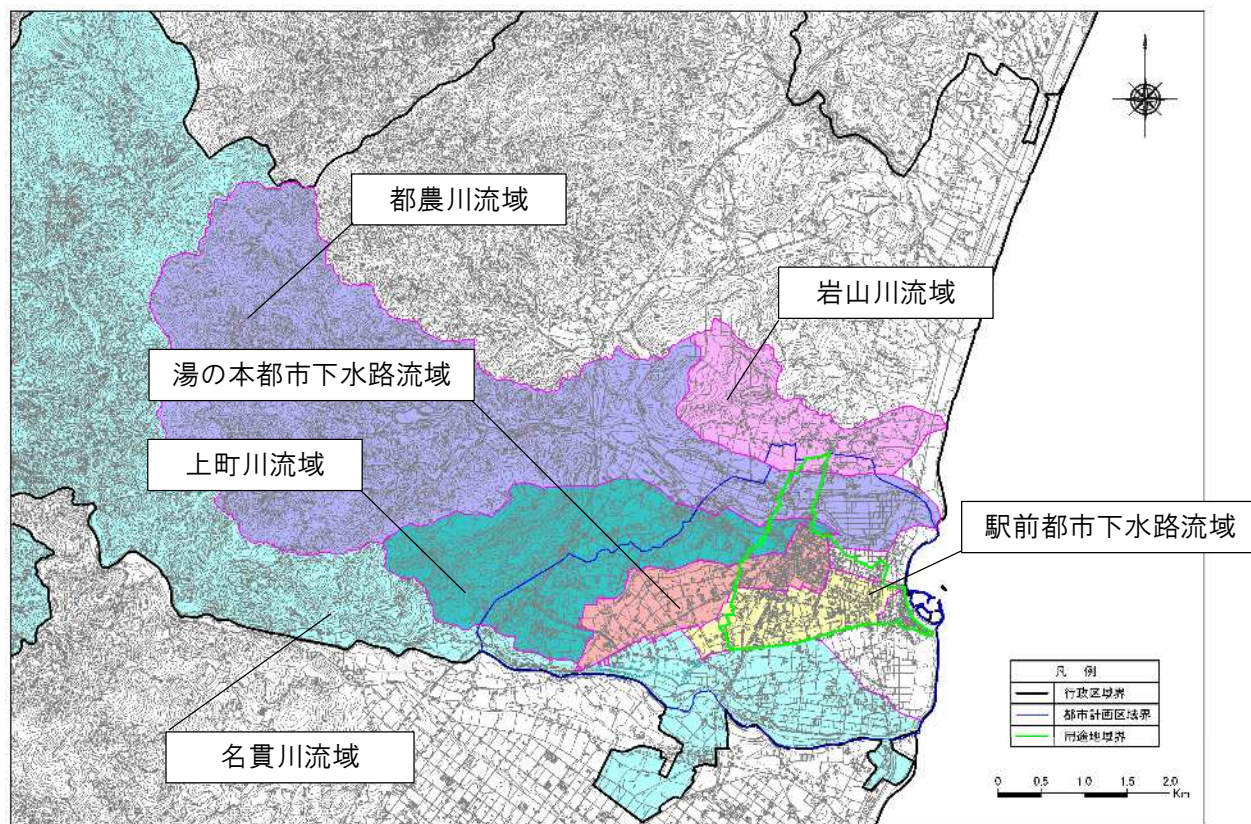 都農川流域
岩山川流域
湯の本都市下水路流域
上町川流域
駅前都市下水路流域
名貫川流域
凡 例
行政区域界
都市計画区域界
用途地域界
0 0.5 1.0 1.5 2.0
Km